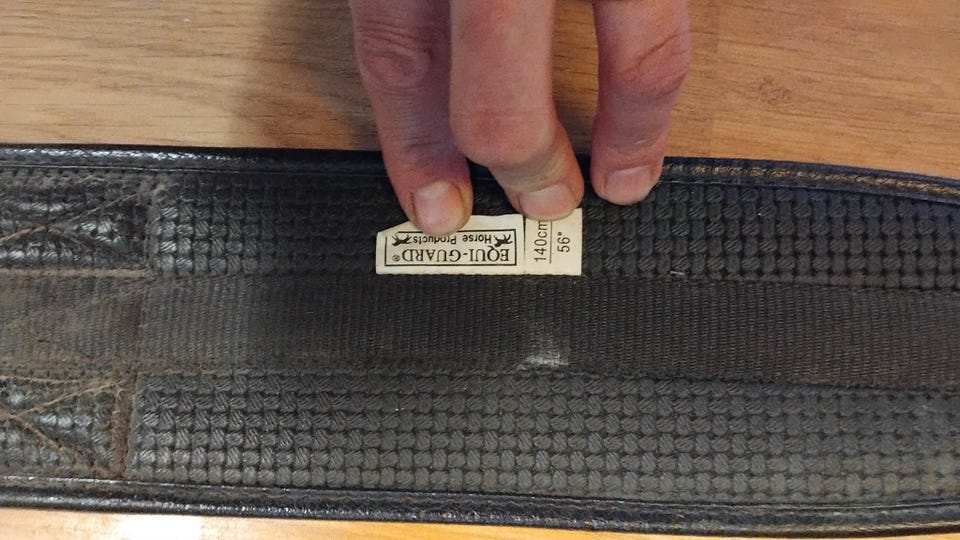 EQUI-GUARD®
Horse Products
140cm
56"